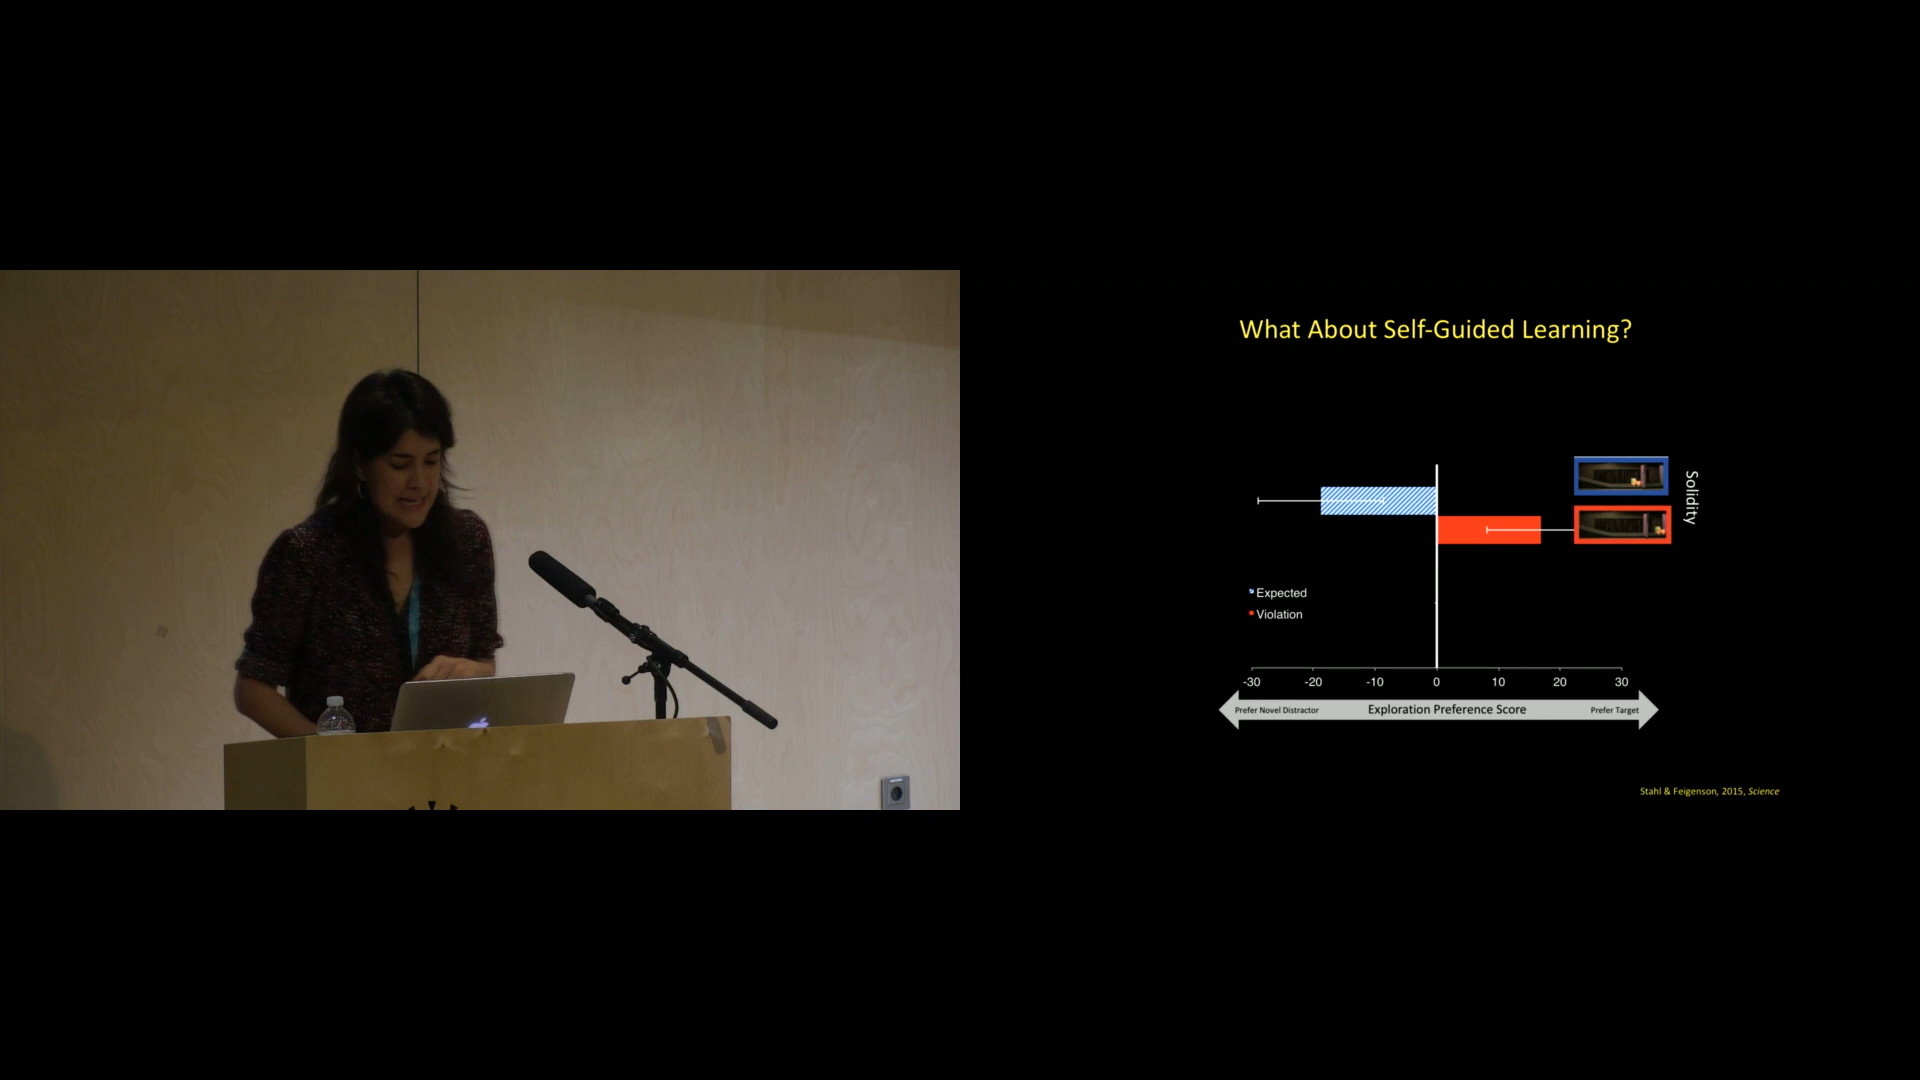 What About Self-Guided Learning?
Solidity
Expected
Violation
-30 -20 -10 0 10 20 30
Prefer Novel Distractor Exploration Preference Score Prefer Target
Stahl & Feigenson, 2015, Science